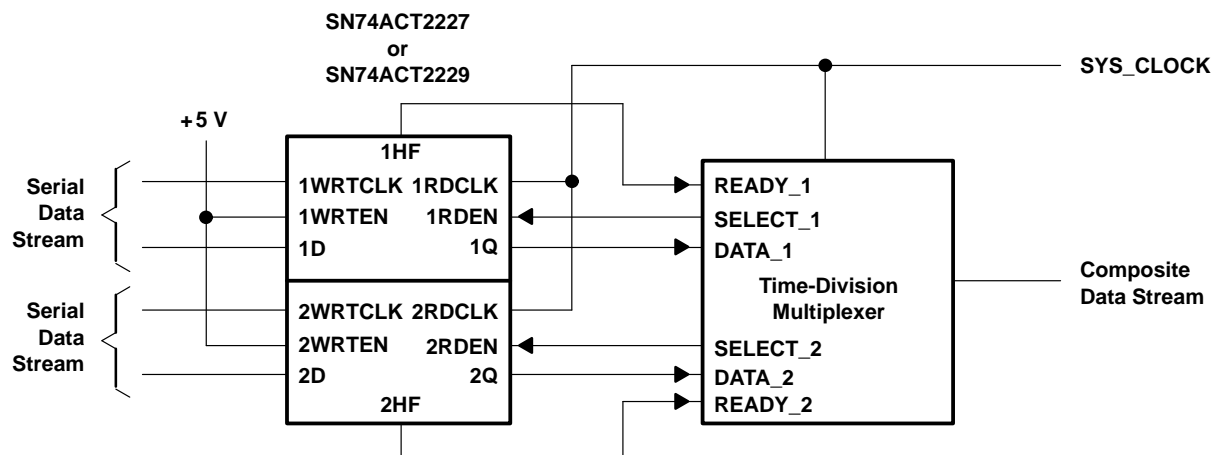 SN74ACT2227
or
SN74ACT2229
SYS_CLOCK
+5 V
1HF
Serial
Data
Stream
1WRTCLK 1RDCLK
1WRTEN 1RDEN
1D 1Q
READY_1
SELECT_1
DATA_1
Time-Division
Multiplexer
Composite
Data Stream
Serial
Data
Stream
2WRTCLK 2RDCLK
2WRTEN 2RDEN
2D 2Q
2HF
SELECT_2
DATA_2
READY_2